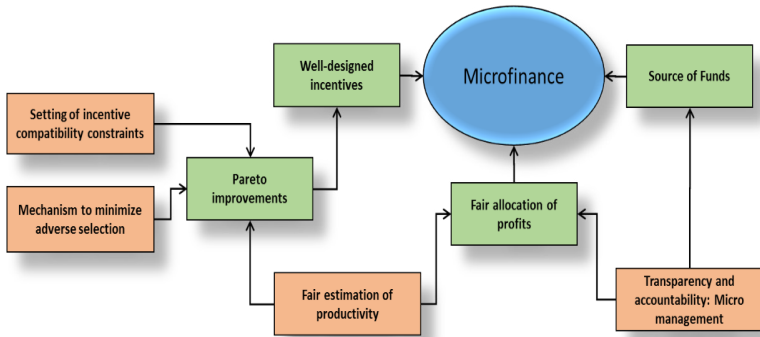 Well-designed
incentives
Microfinance
Source of Funds
Setting of incentive
compatibility constraints
Pareto
improvements
Mechanism to minimize
adverse selection
Fair allocation of
profits
Fair estimation of
productivity
Transparency and
accountability: Micro
management